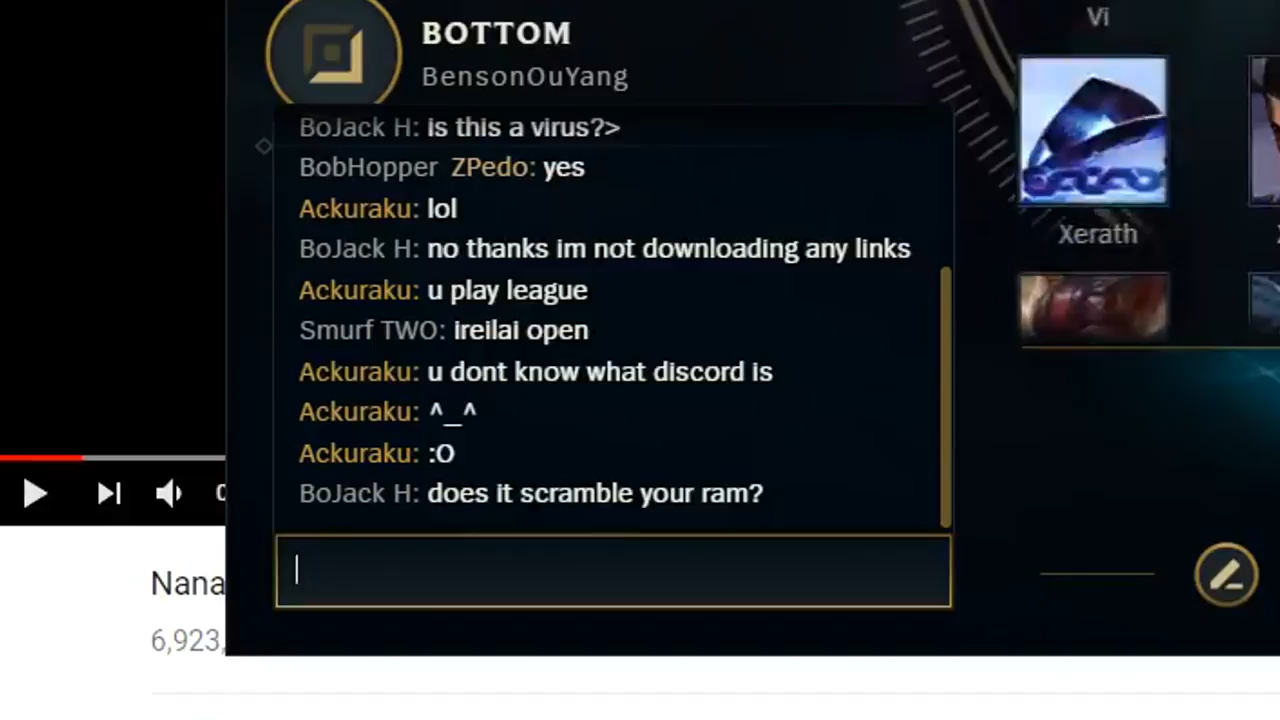 BOTTOM
BensonOuYang
Vi
BoJack H: is this a virus?>
BobHopper ZPedo: yes
Ackuraku: lol
BoJack H: no thanks im not downloading any links
Ackuraku: u play league
Smurf TWO: ireilai open
Ackuraku: u dont know what discord is
Ackuraku: ^_^
Ackuraku: :O
BoJack H: does it scramble your ram?
Xerath
Nana
6,923,